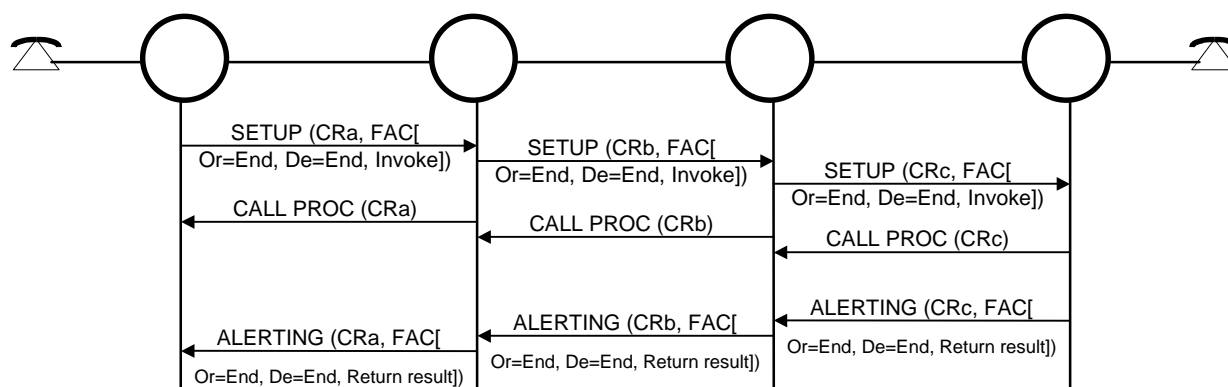 SETUP (CRa, FAC[
Or=End, De=End, Invoke])
SETUP (CRb, FAC[
Or=End, De=End, Invoke])
SETUP (CRc, FAC[
Or=End, De=End, Invoke])
CALL PROC (CRa)
CALL PROC (CRb)
CALL PROC (CRc)
ALERTING (CRc, FAC[
Or=End, De=End, Return result])
ALERTING (CRb, FAC[
Or=End, De=End, Return result])
ALERTING (CRa, FAC[
Or=End, De=End, Return result])